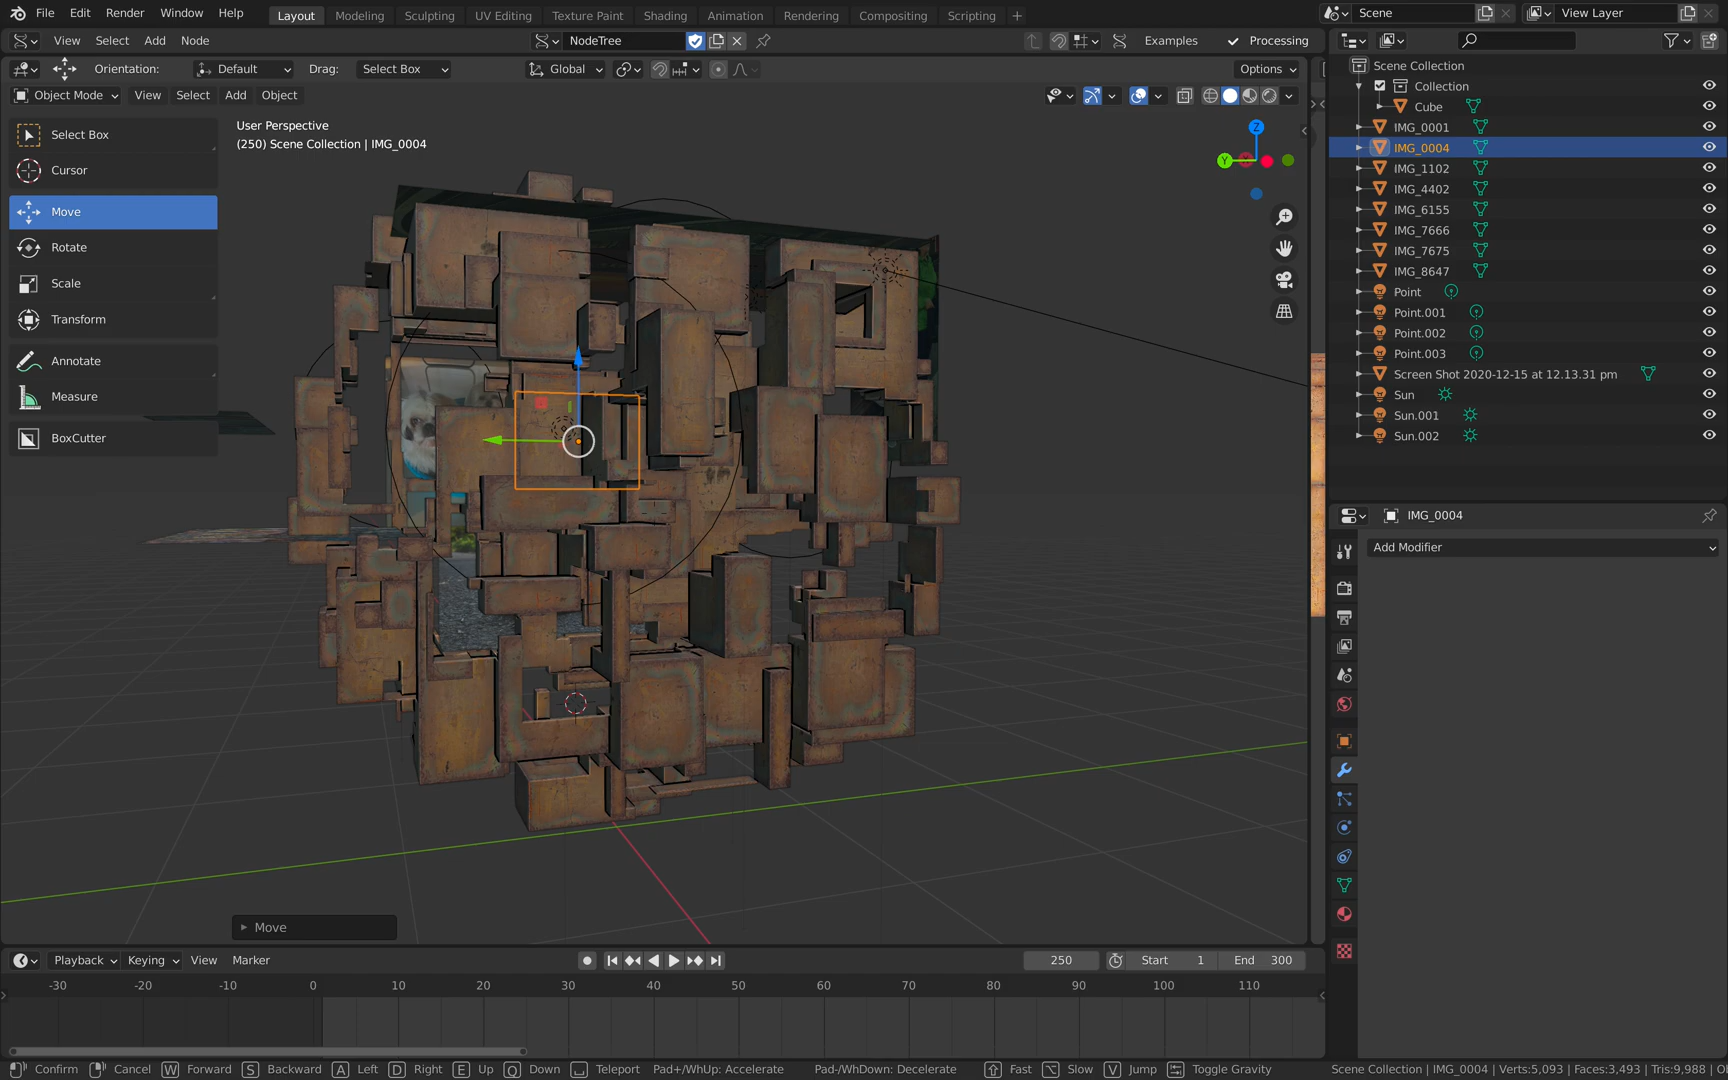 File Edit Render Window Help Layout Modeling Sculpting UV Editing Texture Paint Shading Animation Rendering Compositing Scripting + Scene View Layer
View Select Add Node NodeTree Examples Processing
Orientation: Default Drag: Select Box Global Options
Object Mode View Select Add Object
Select Box
Cursor
Move
Rotate
Scale
Transform
Annotate
Measure
BoxCutter
User Perspective
(250) Scene Collection | IMG_0004
Z
Y
Move
Scene Collection
Collection
Cube
IMG_0001
IMG_0004
IMG_1102
IMG_4402
IMG_6155
IMG_7666
IMG_7675
IMG_8647
Point
Point.001
Point.002
Point.003
Screen Shot 2020-12-15 at 12.13.31 pm
Sun
Sun.001
Sun.002
IMG_0004
Add Modifier
Playback Keying View Marker 250 Start 1 End 300
-30 -20 -10 0 10 20 30 40 50 60 70 80 90 100 110
Confirm Cancel W Forward S Backward A Left D Right E Up Q Down Teleport Pad+/WhUp: Accelerate Pad-/WhDown: Decelerate Fast Slow V Jump Toggle Gravity Scene Collection | IMG_0004 | Verts:5,093 | Faces:3,493 | Tris:9,988 |